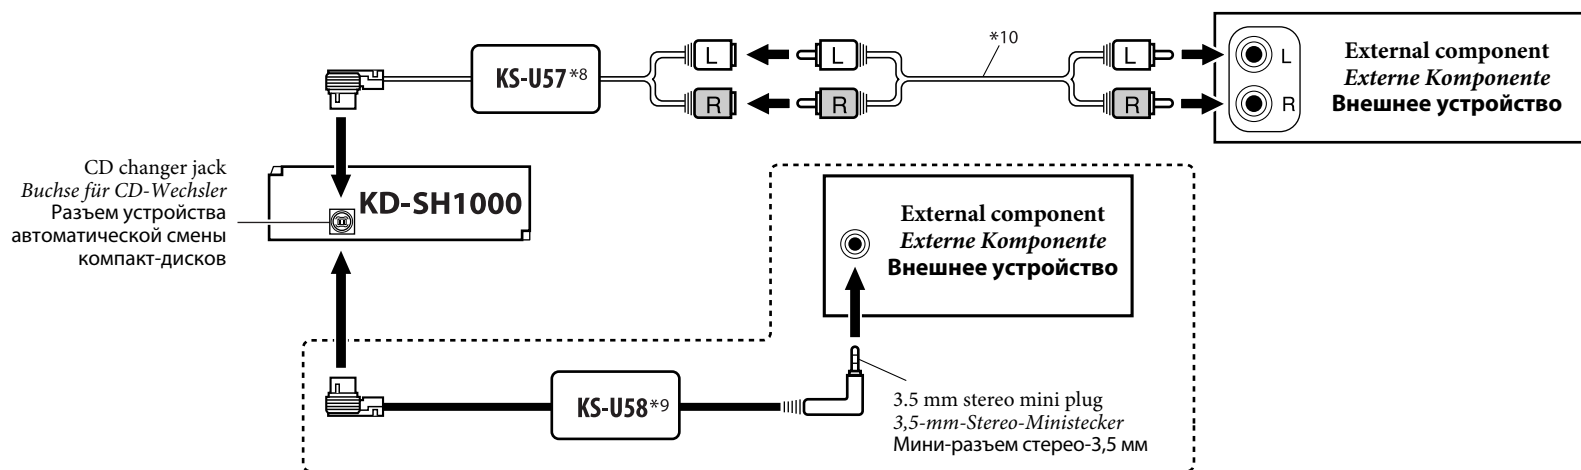 KS-U57*8
L
R
L
R
*10
L
R
L
R
External component
Externe Komponente
Внешнее устройство
CD changer jack
Buchse für CD-Wechsler
Разъем устройства
автоматической смены
компакт-дисков
KD-SH1000
External component
Externe Komponente
Внешнее устройство
KS-U58*9
3.5 mm stereo mini plug
3,5-mm-Stereo-Ministecker
Мини-разъем стерео-3,5 мм